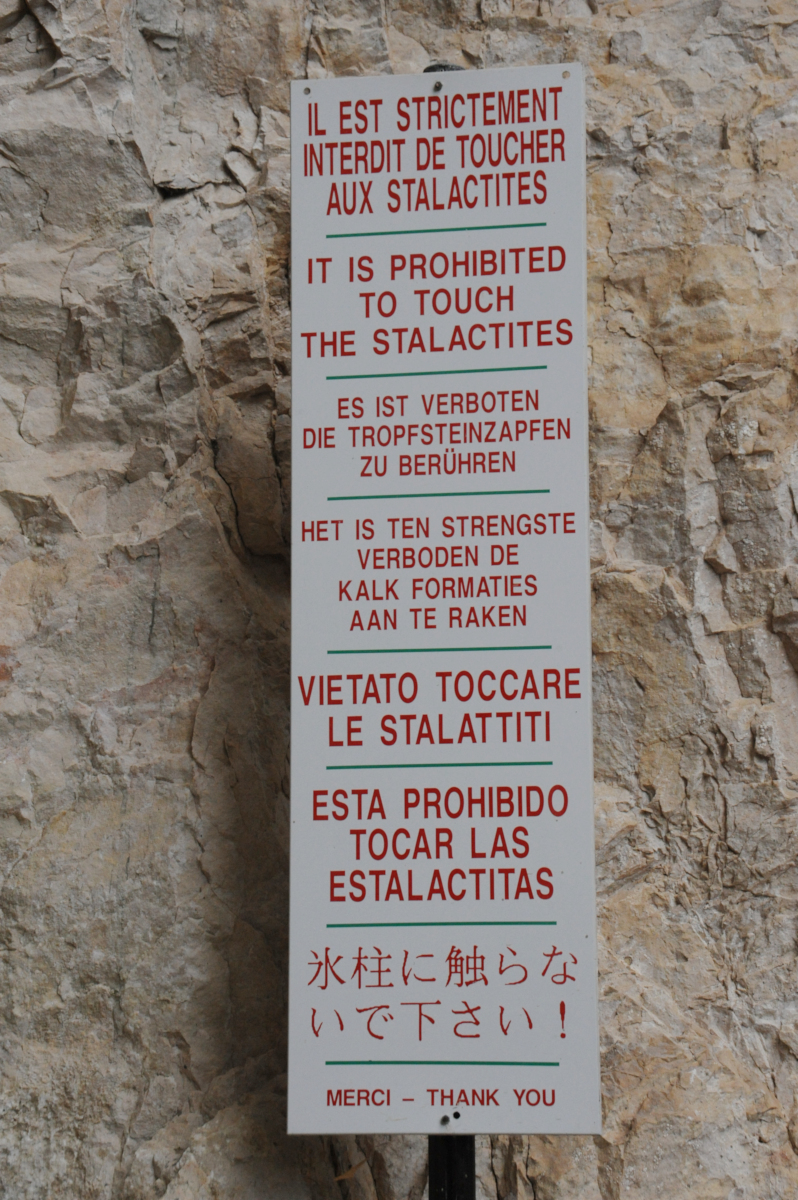 IL EST STRICTEMENT
INTERDIT DE TOUCHER
AUX STALACTITES
IT IS PROHIBITED
TO TOUCH
THE STALACTITES
ES IST VERBOTEN
DIE TROPFSTEINZAPFEN
ZU BERÜHREN
HET IS TEN STRENGSTE
VERBODEN DE
KALK FORMATIES
AAN TE RAKEN
VIETATO TOCCARE
LE STALATTITI
ESTA PROHIBIDO
TOCAR LAS
ESTALACTITAS
氷柱に触らな
いで下さい!
MERCI – THANK YOU